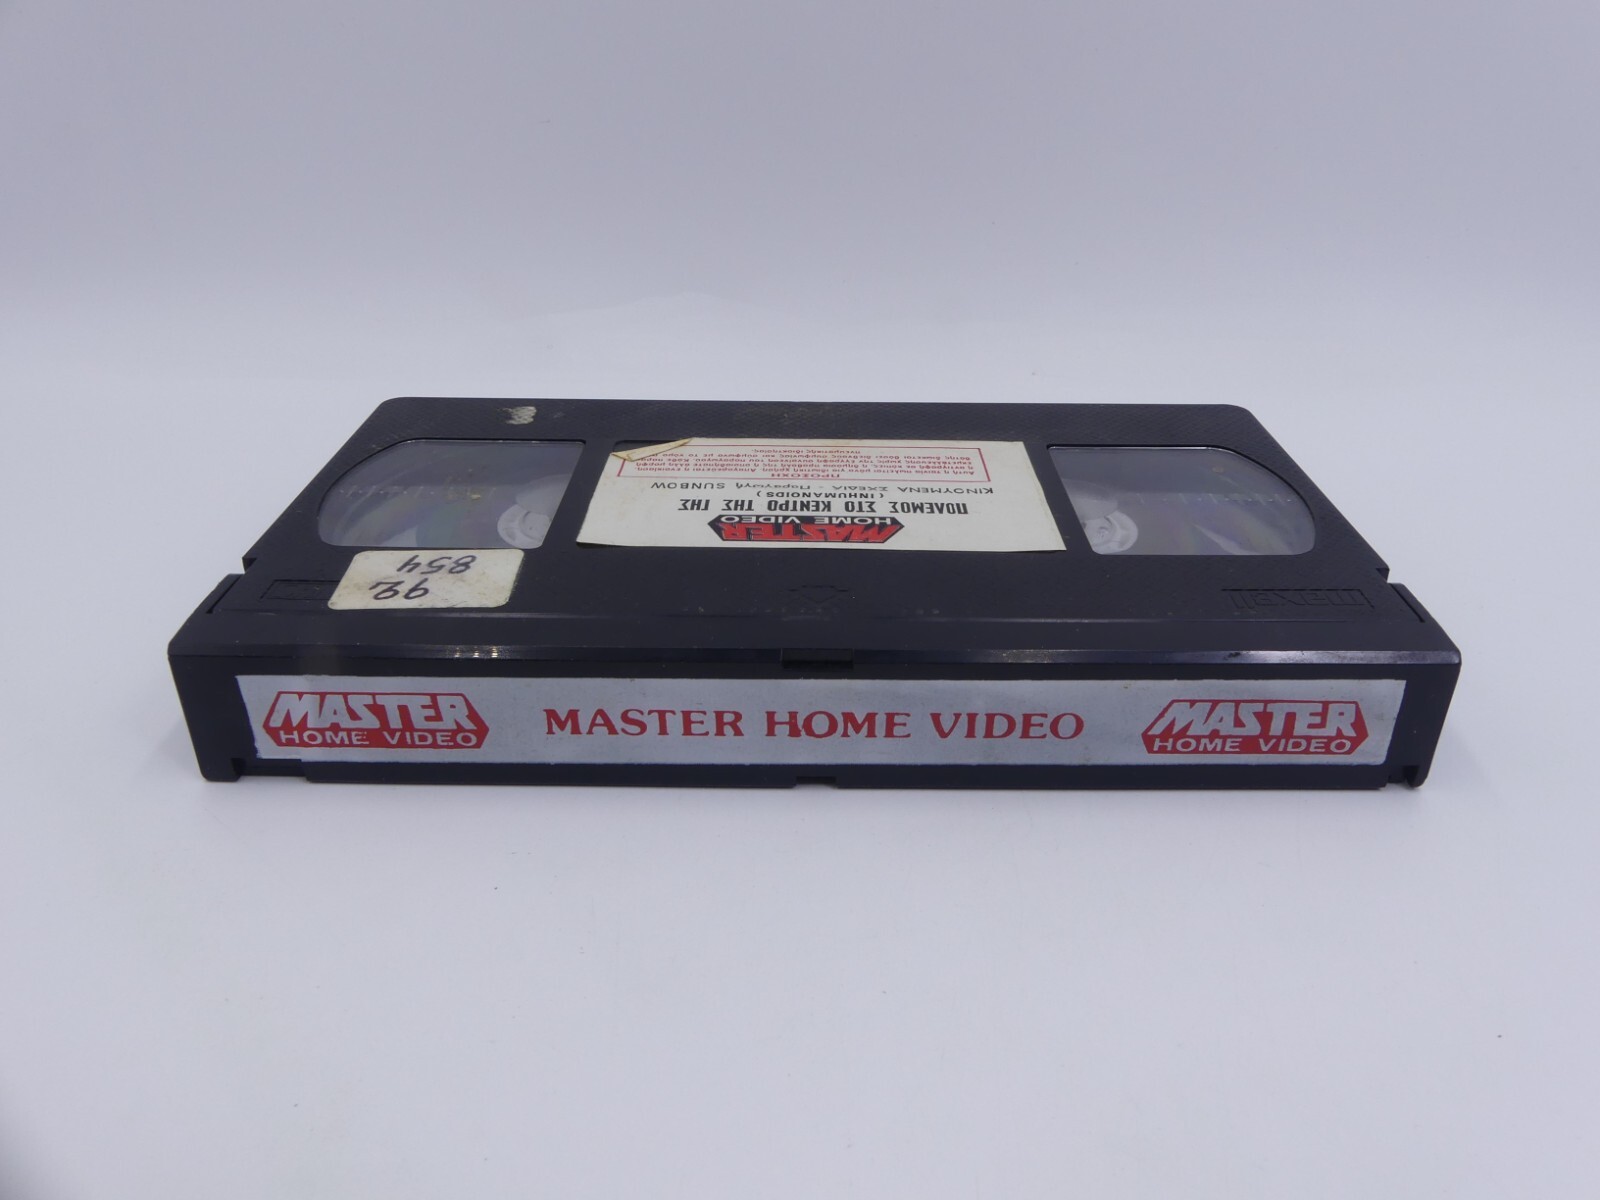 MASTER
HOME VIDEO
ΠΟΛΕΜΟΣ ΣΤΟ ΚΕΝΤΡΟ ΤΗΣ ΓΗΣ
(INHUMANOIDS)
ΚΙΝΟΥΜΕΝΑ ΣΧΕΔΙΑ - Παραγωγή SUNBOW
ΠΡΟΣΟΧΗ
92
854
maxell
MASTER
HOME VIDEO
MASTER HOME VIDEO
MASTER
HOME VIDEO